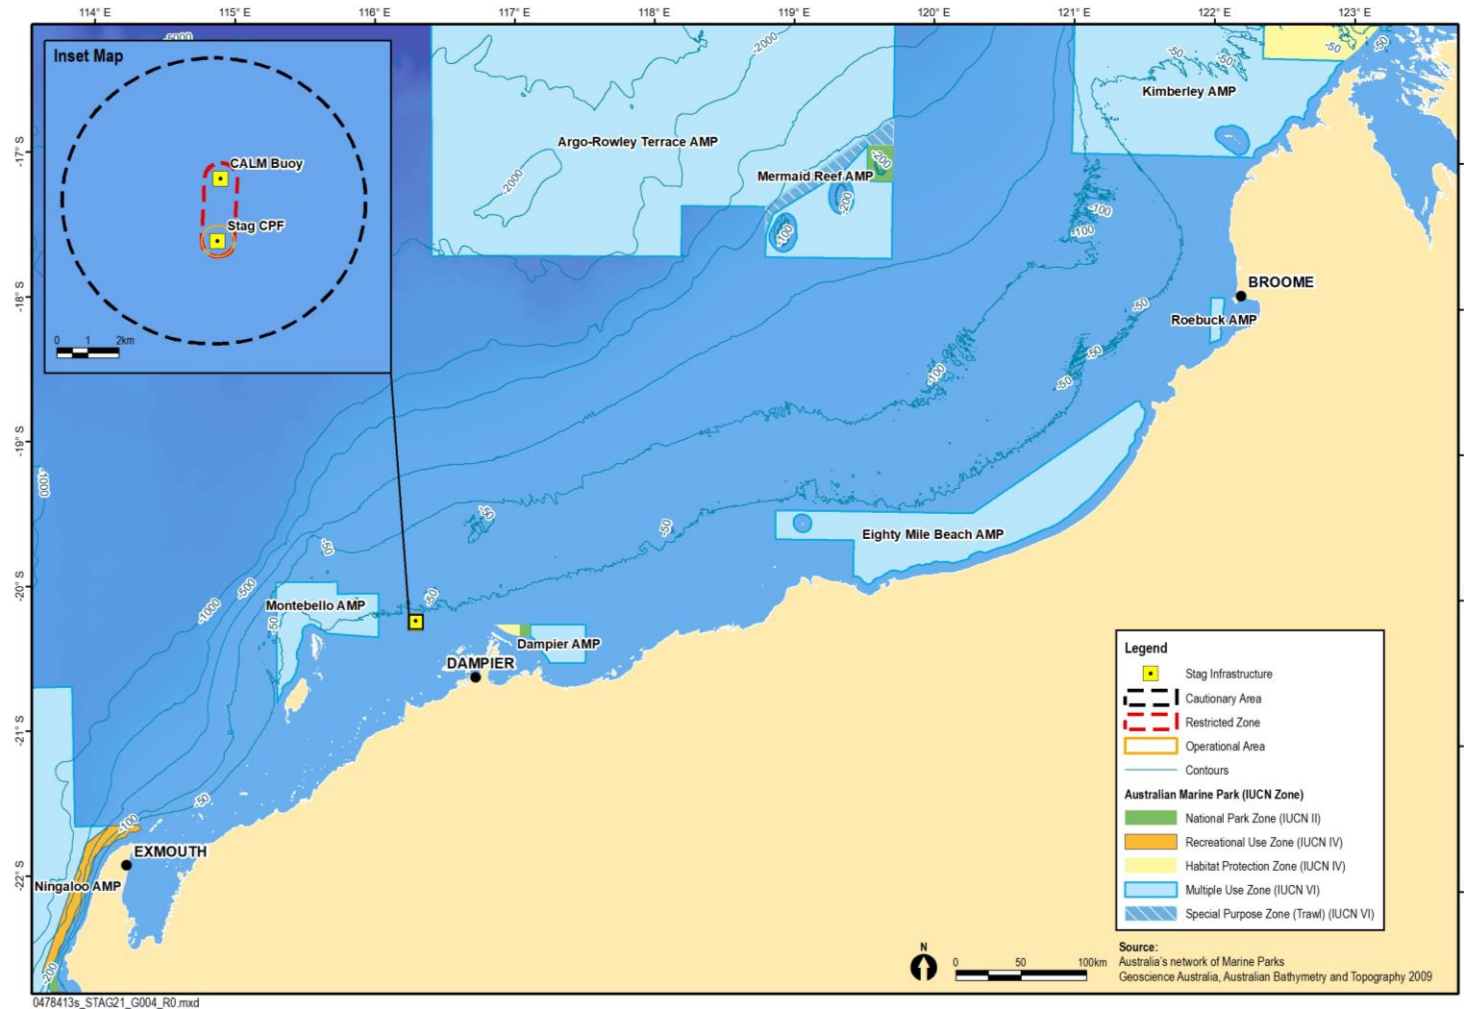 114° E
115° E
116° E
117° E
118° E
119° E
120° E
121° E
122° E
123° E
-17° S
-18° S
-19° S
-20° S
-21° S
-22° S
Inset Map
CALM Buoy
Stag CPF
0 1 2km
-5000
-2000
-50
-50
-50
-50
Kimberley AMP
Argo-Rowley Terrace AMP
-200
Mermaid Reef AMP
-2000
-200
-100
-100
-100
BROOME
-50
Roebuck AMP
-50
-100
-50
-1000
-50
-50
-50
Eighty Mile Beach AMP
-500
-1000
-50
Montebello AMP
-50
Dampier AMP
DAMPIER
-50
-100
EXMOUTH
Ningaloo AMP
-200
Legend
Stag Infrastructure
Cautionary Area
Restricted Zone
Operational Area
Contours
Australian Marine Park (IUCN Zone)
National Park Zone (IUCN II)
Recreational Use Zone (IUCN IV)
Habitat Protection Zone (IUCN IV)
Multiple Use Zone (IUCN VI)
Special Purpose Zone (Trawl) (IUCN VI)
N
0 50 100km
Source:
Australia's network of Marine Parks
Geoscience Australia, Australian Bathymetry and Topography 2009
0478413s_STAG21_G004_R0.mxd